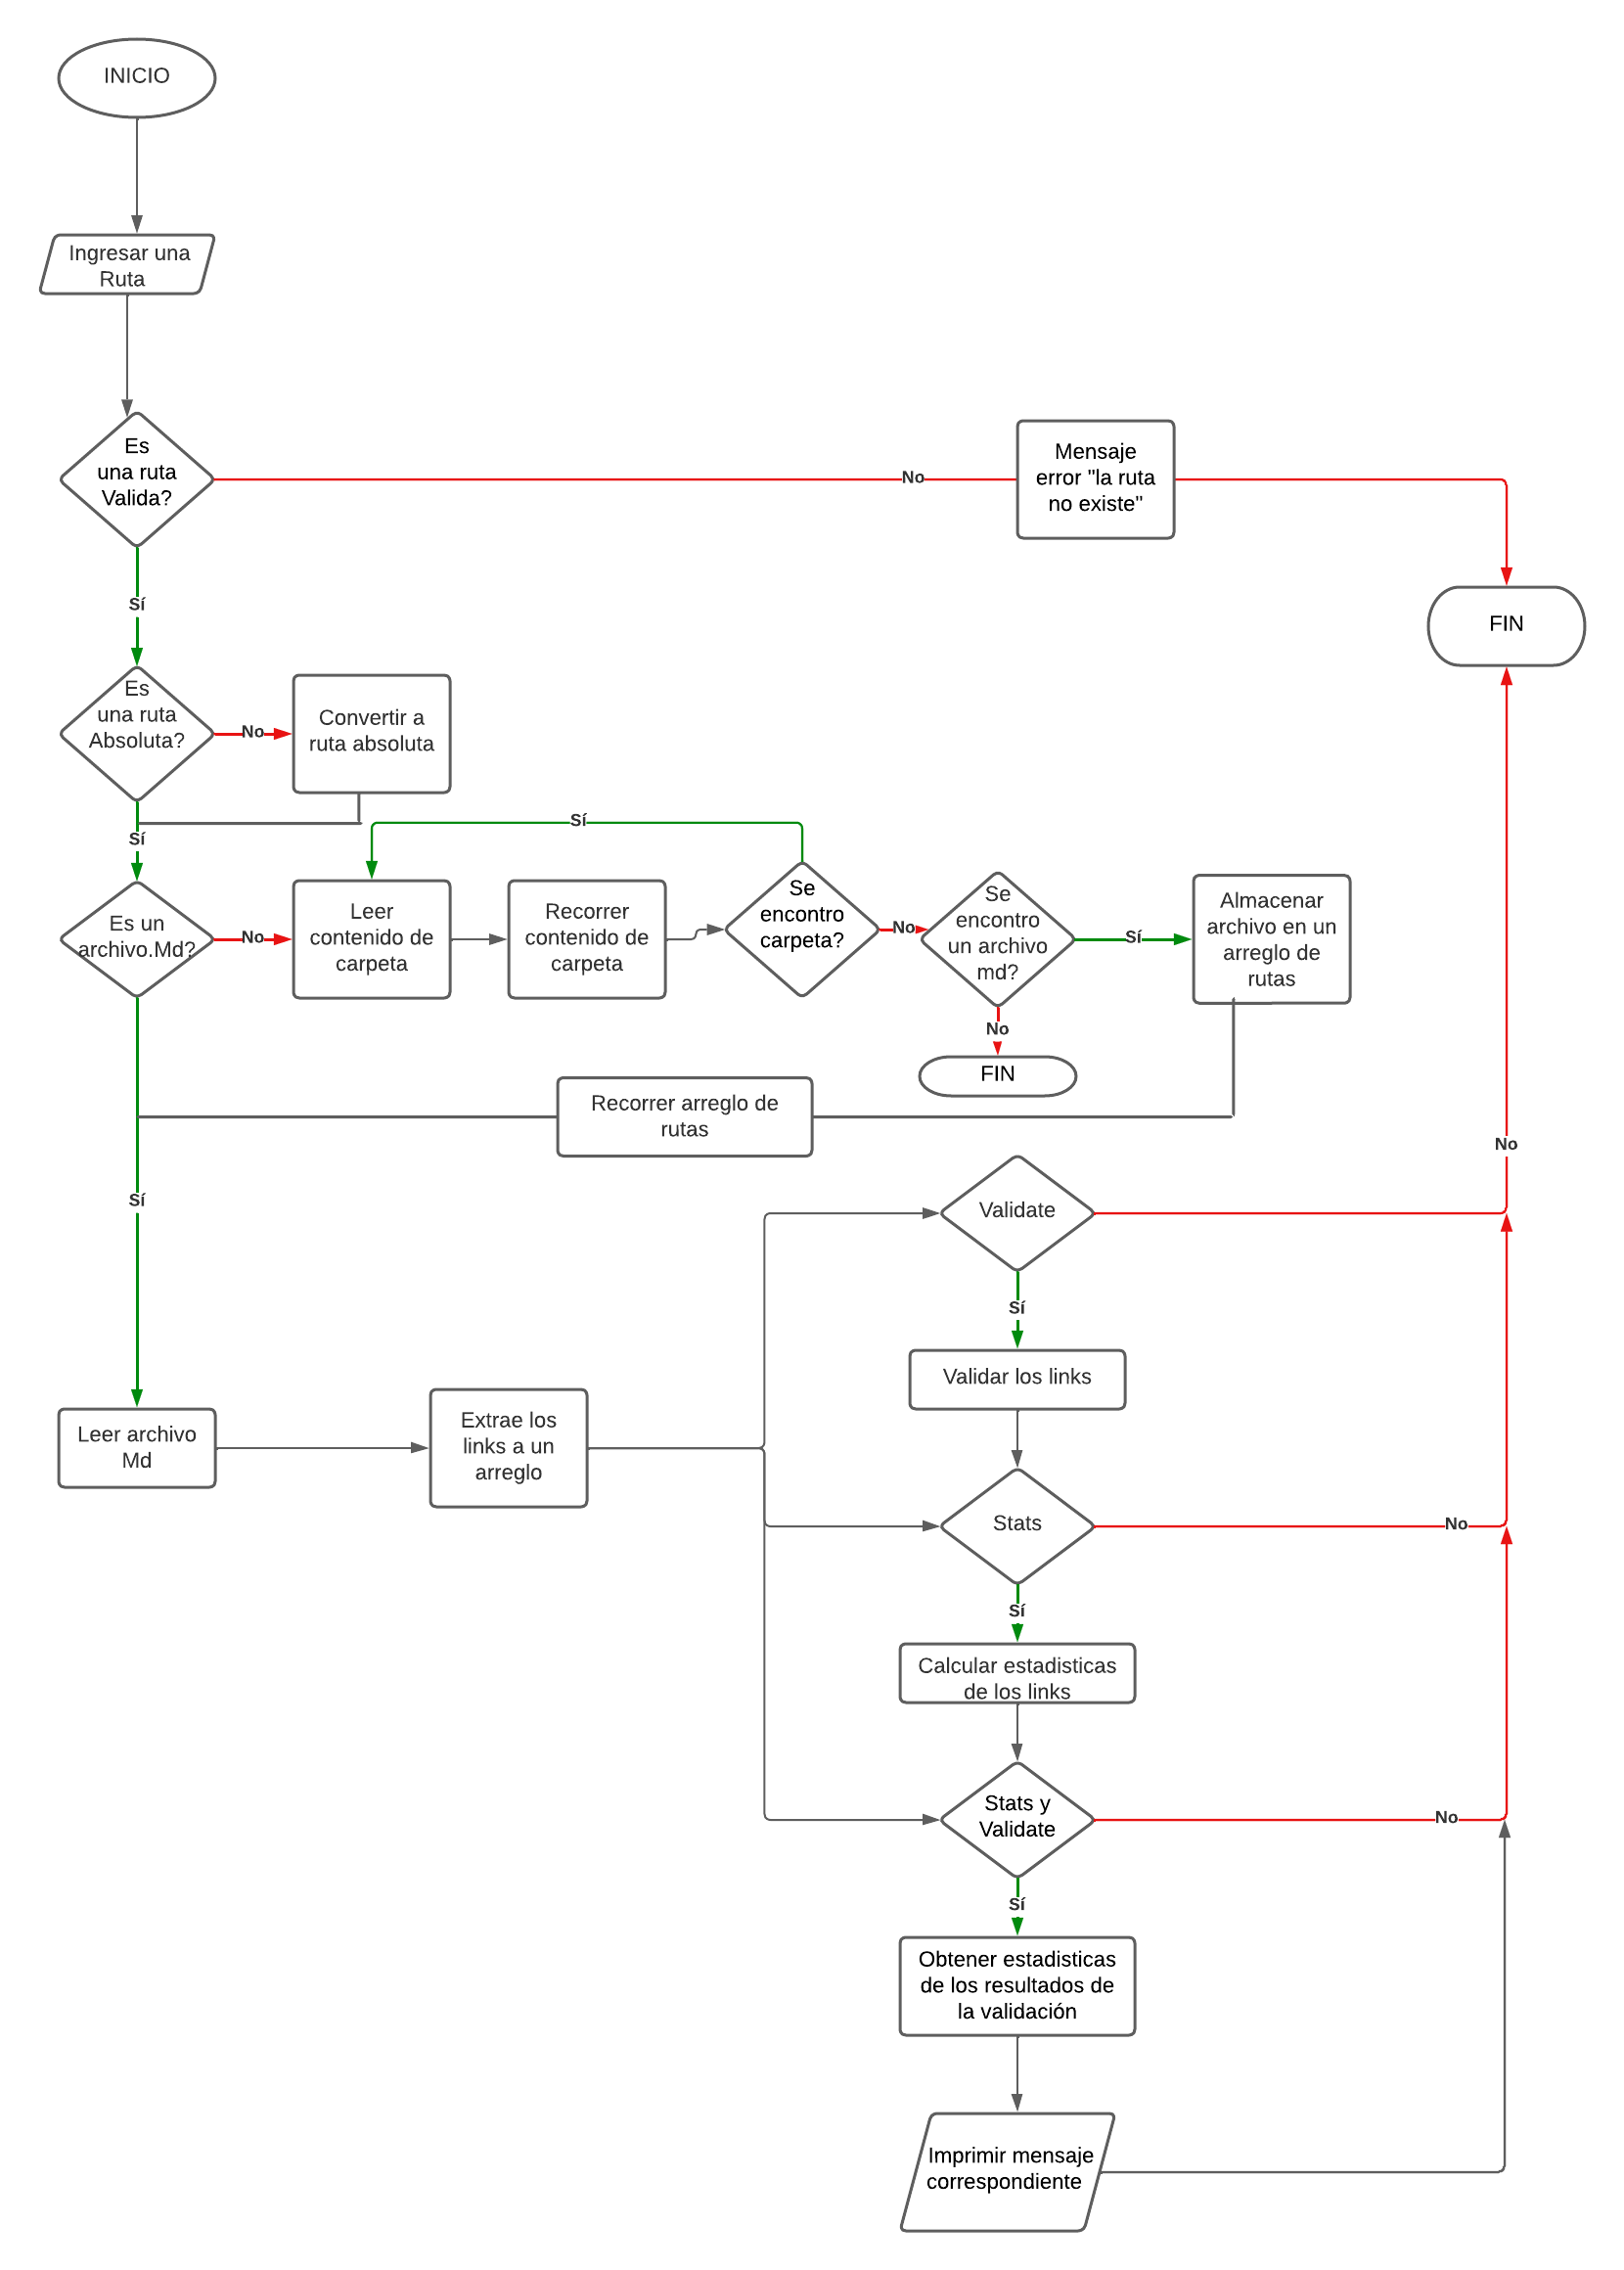 INICIO
Ingresar una
Ruta
Es
una ruta
Valida?
No
Mensaje
error "la ruta
no existe"
FIN
Sí
Es
una ruta
Absoluta?
No
Convertir a
ruta absoluta
Sí
Sí
Es un
archivo.Md?
No
Leer
contenido de
carpeta
Recorrer
contenido de
carpeta
Se
encontro
carpeta?
No
Se
encontro
un archivo
md?
Sí
Almacenar
archivo en un
arreglo de
rutas
No
FIN
Recorrer arreglo de
rutas
No
Sí
Validate
Sí
Validar los links
Leer archivo
Md
Extrae los
links a un
arreglo
Stats
No
Sí
Calcular estadisticas
de los links
Stats y
Validate
No
Sí
Obtener estadisticas
de los resultados de
la validación
Imprimir mensaje
correspondiente